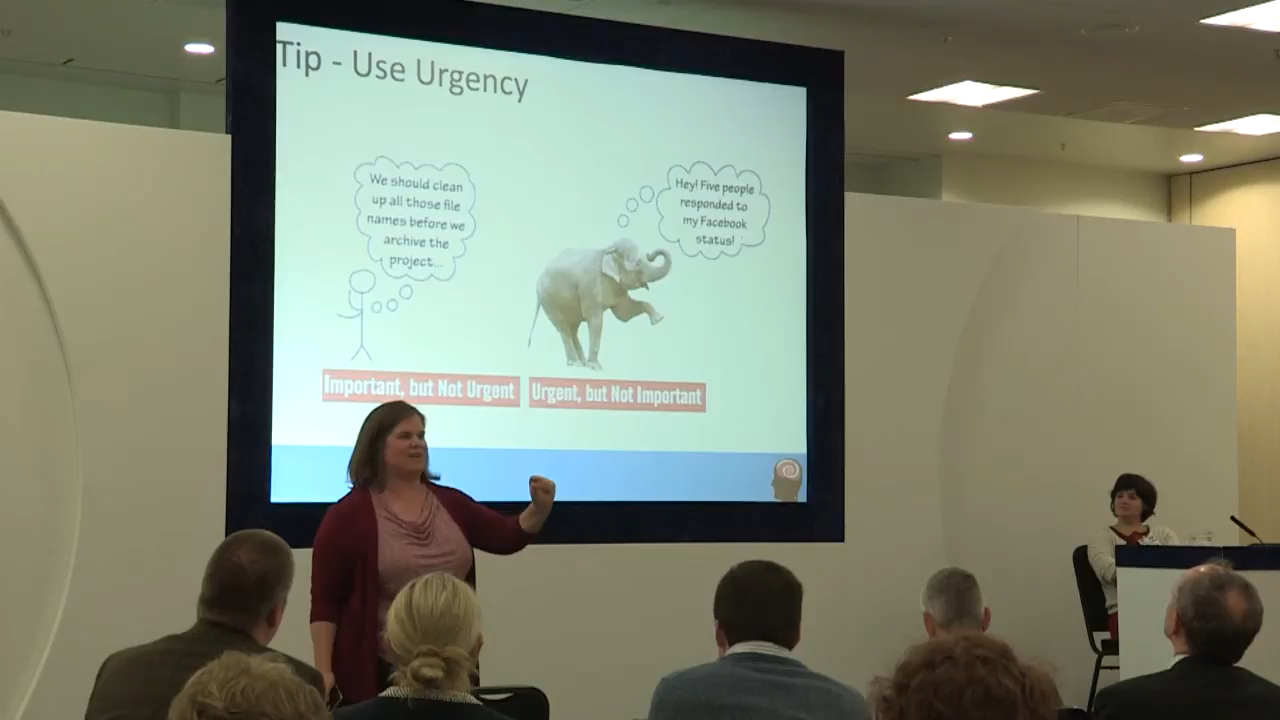 Tip - Use Urgency
We should clean
up all those file
names before we
archive the
project...
Hey! Five people
responded to
my Facebook
status!
Important, but Not Urgent
Urgent, but Not Important